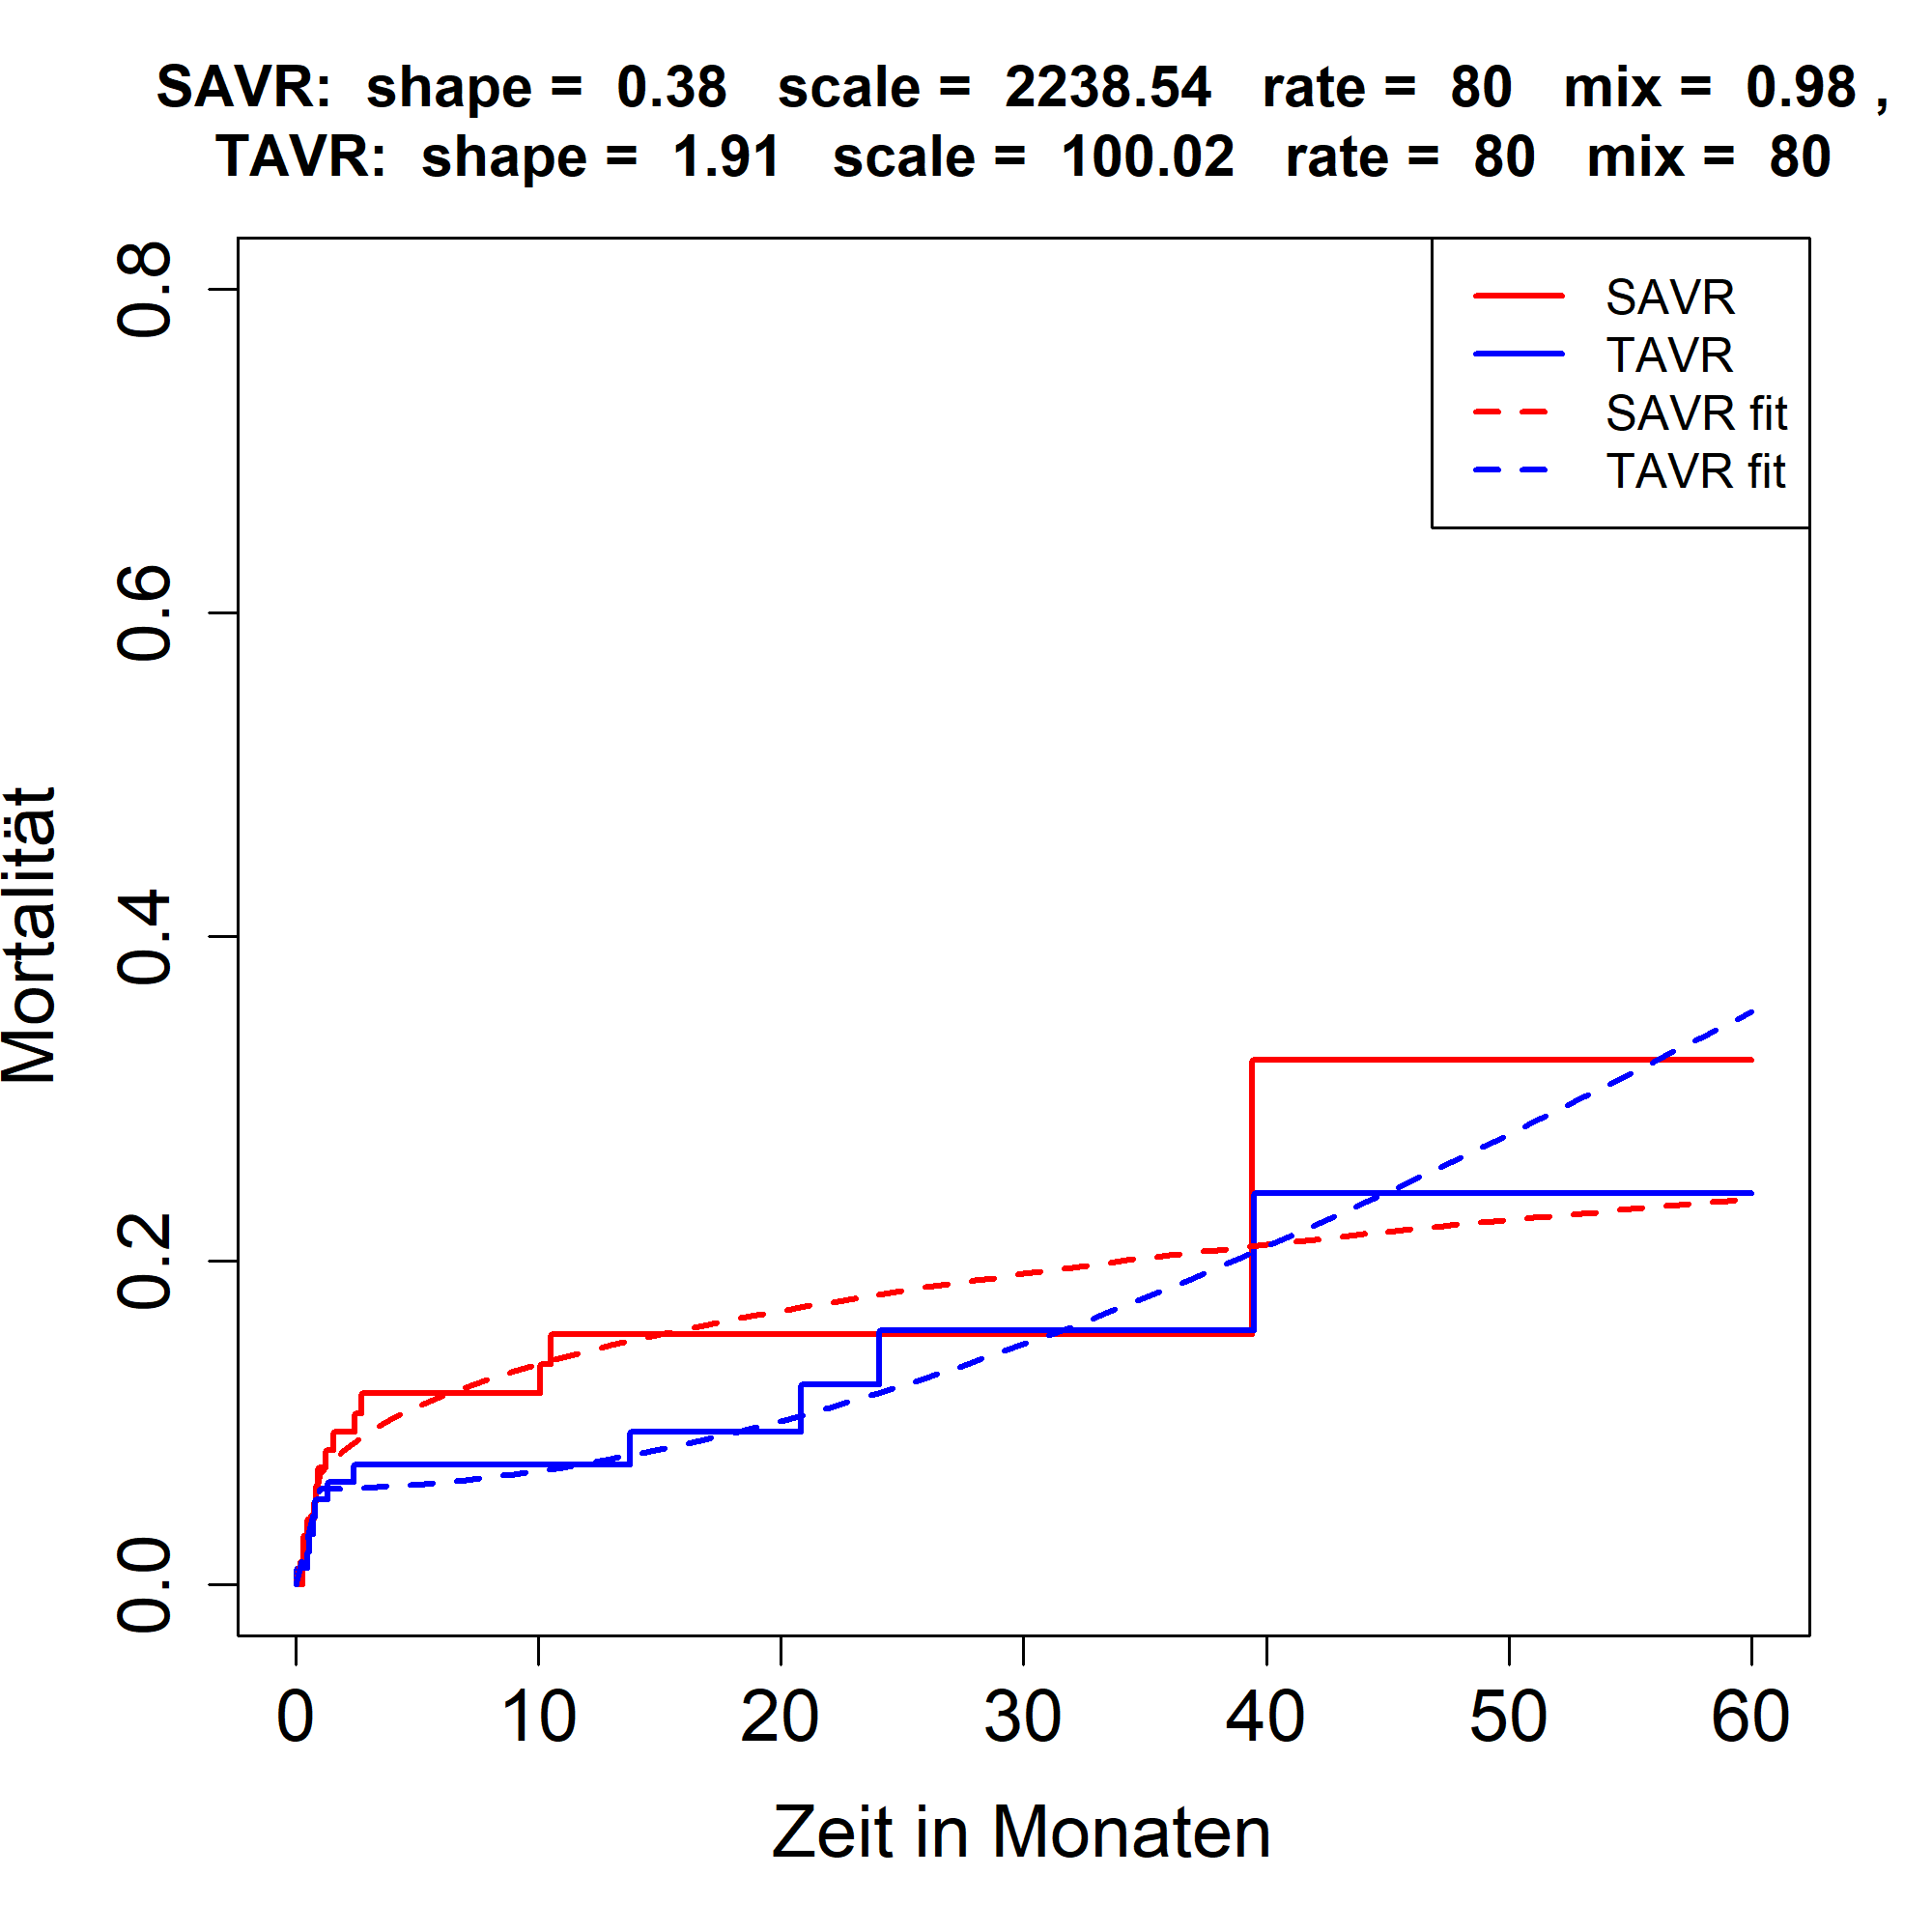 SAVR: shape = 0.38 scale = 2238.54 rate = 80 mix = 0.98 ,
TAVR: shape = 1.91 scale = 100.02 rate = 80 mix = 80
SAVR
TAVR
SAVR fit
TAVR fit
Mortalität
0.8
0.6
0.4
0.2
0.0
0 10 20 30 40 50 60
Zeit in Monaten